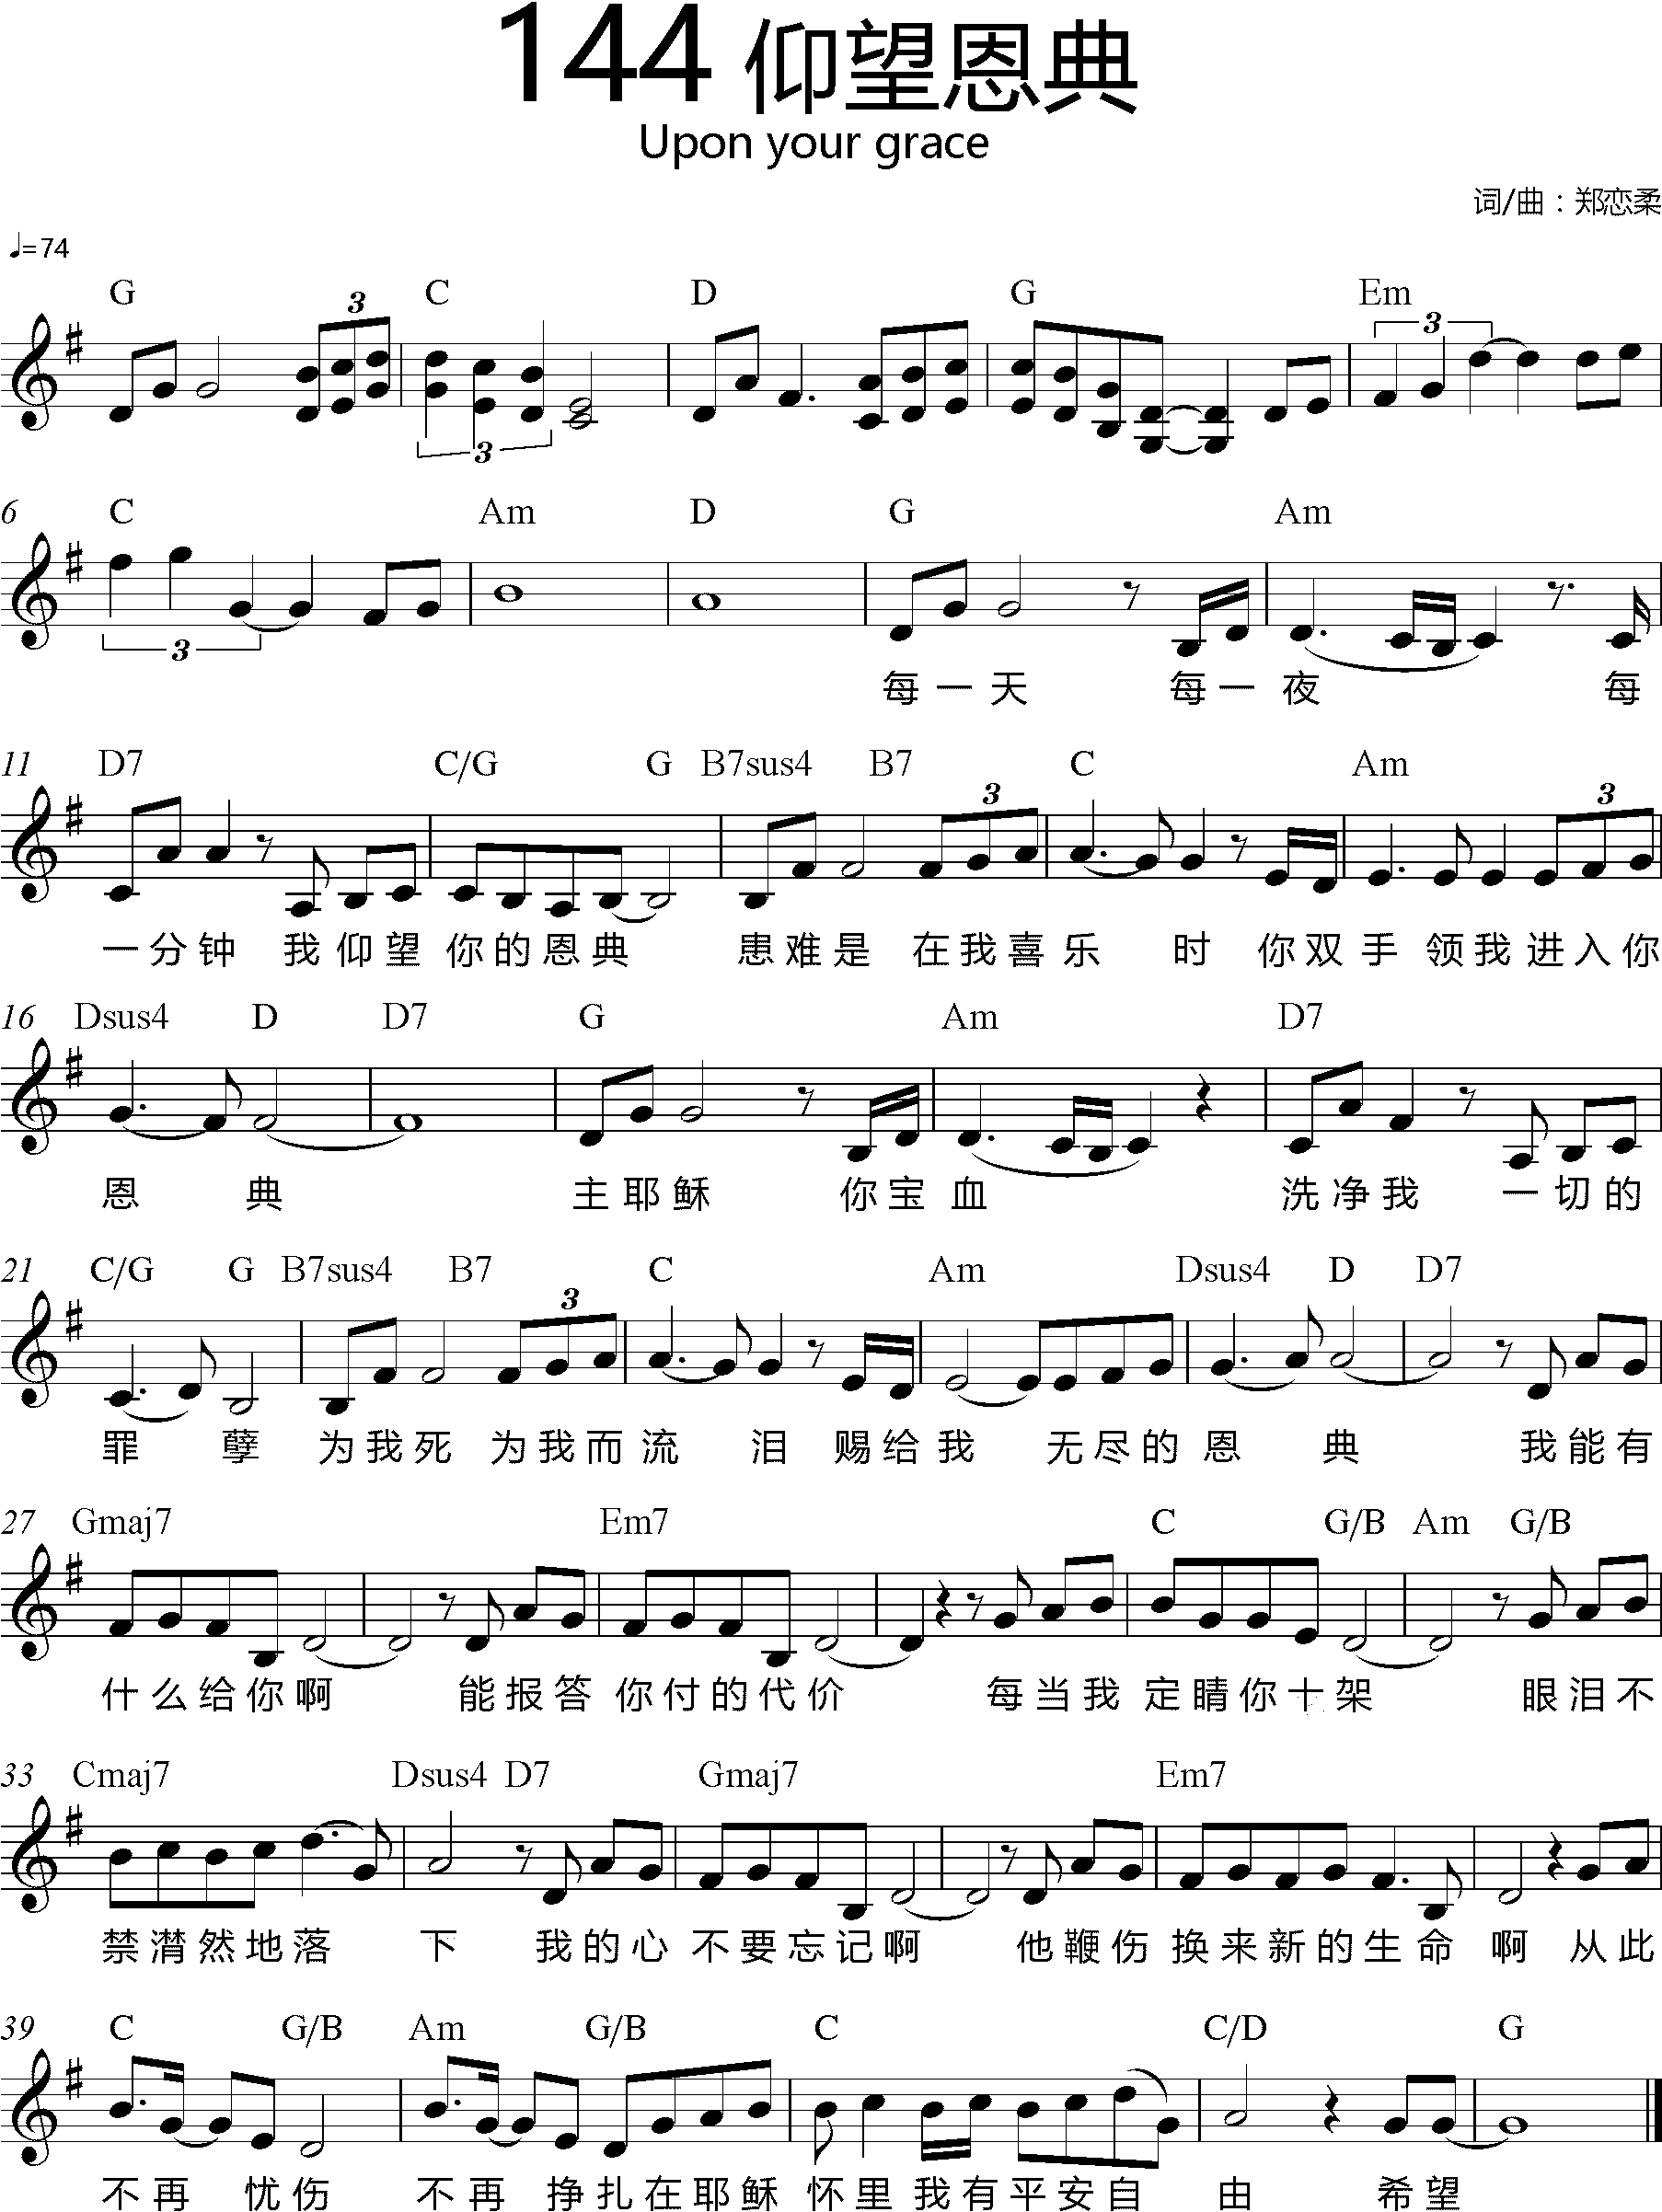 144 仰望恩典
Upon your grace
词/曲：郑恋柔
♩=74
G C D G Em
3 3 3
6 C Am D G Am
3
每一天 每一夜 每
11 D7 C/G G B7sus4 B7 C Am
3 3
一分钟 我仰望你的恩典 患难是 在我喜乐 时 你双手领我进入你
16 Dsus4 D D7 G Am D7
恩 典 主耶稣 你宝血 洗净我 一切的
21 C/G G B7sus4 B7 C Am Dsus4 D D7
3
罪 孽 为我死 为我而流 泪 赐给我 无尽的恩 典 我能有
27 Gmaj7 Em7 C G/B Am G/B
什么给你啊 能报答你付的代价 每当我定睛你十架 眼泪不
33 Cmaj7 Dsus4 D7 Gmaj7 Em7
禁潸然地落 下 我的心不要忘记啊 他鞭伤换来新的生命啊 从此
39 C G/B Am G/B C C/D G
不再 忧伤 不再 挣扎在耶稣怀里我有平安自 由 希望